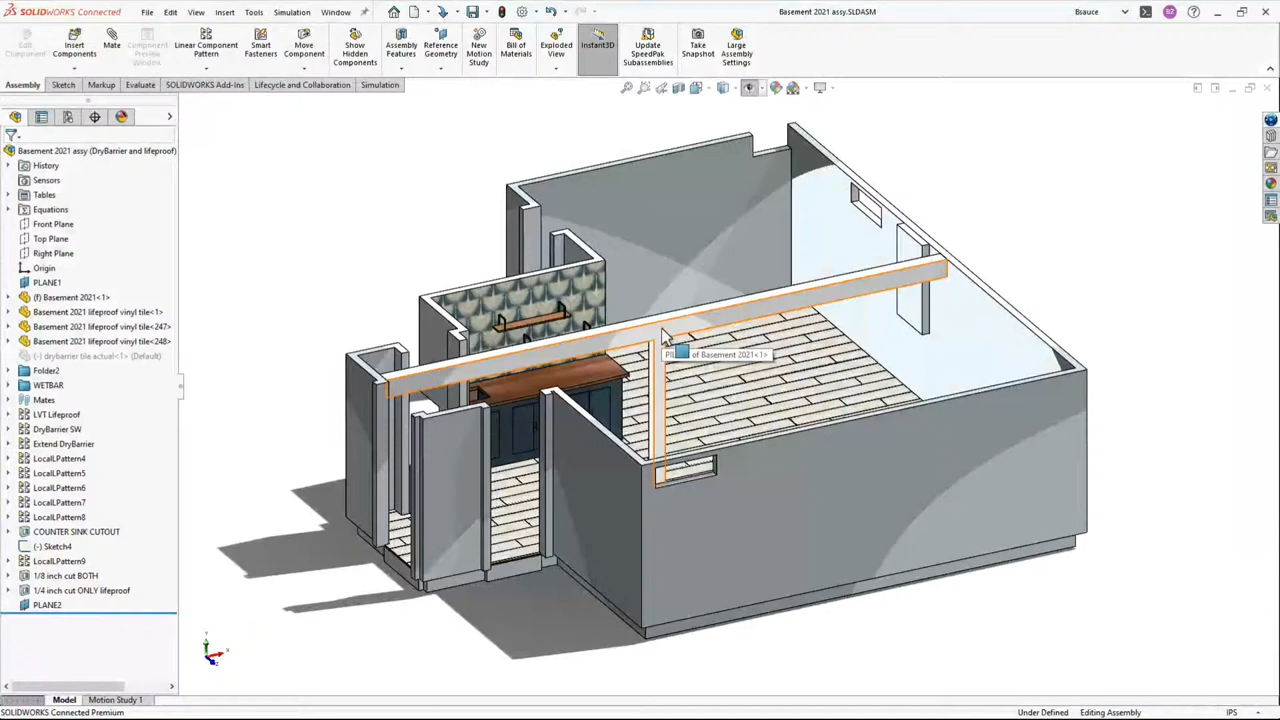 SOLIDWORKS Connected
File Edit View Insert Tools Simulation Window
Basement 2021 assy.SLDASM
Bsauce
BZ
Edit Component
Insert Components
Mate
Component Preview Window
Linear Component Pattern
Smart Fasteners
Move Component
Show Hidden Components
Assembly Features
Reference Geometry
New Motion Study
Bill of Materials
Exploded View
Instant3D
Update SpeedPak Subassemblies
Take Snapshot
Large Assembly Settings
Assembly Sketch Markup Evaluate SOLIDWORKS Add-Ins Lifecycle and Collaboration Simulation
Basement 2021 assy (DryBarrier and lifeproof)
History
Sensors
Tables
Equations
Front Plane
Top Plane
Right Plane
Origin
PLANE1
(f) Basement 2021<1>
Basement 2021 lifeproof vinyl tile<1>
Basement 2021 lifeproof vinyl tile<247>
Basement 2021 lifeproof vinyl tile<248>
(-) drybarrier tile actual<1> (Default)
Folder2
WETBAR
Mates
LVT Lifeproof
DryBarrier SW
Extend DryBarrier
LocalLPattern4
LocalLPattern5
LocalLPattern6
LocalLPattern7
LocalLPattern8
COUNTER SINK CUTOUT
(-) Sketch4
LocalLPattern9
1/8 inch cut BOTH
1/4 inch cut ONLY lifeproof
PLANE2
of Basement 2021<1>
Y
X
Z
Model Motion Study 1
SOLIDWORKS Connected Premium
Under Defined
Editing Assembly
IPS